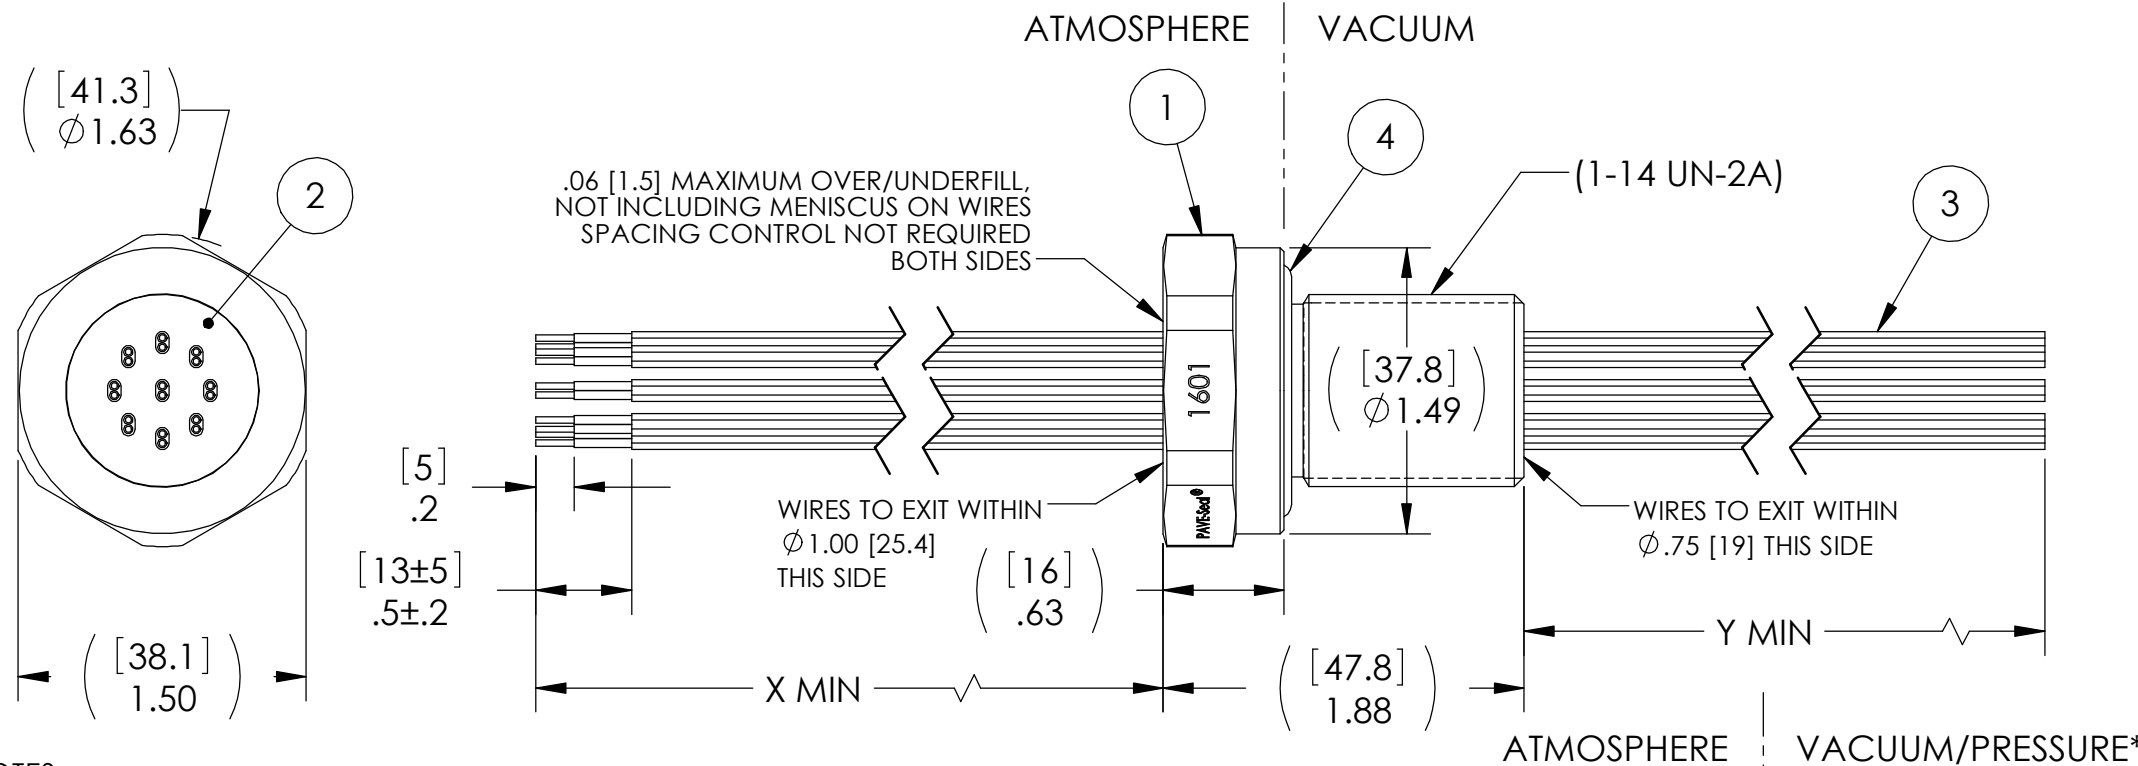 ATMOSPHERE VACUUM
([41.3]
∅1.63)
2
1
4
(1-14 UN-2A)
3
.06 [1.5] MAXIMUM OVER/UNDERFILL,
NOT INCLUDING MENISCUS ON WIRES
SPACING CONTROL NOT REQUIRED
BOTH SIDES
1601
([37.8]
∅1.49)
PAVE-Seal®
[5]
.2
WIRES TO EXIT WITHIN
∅1.00 [25.4]
THIS SIDE
WIRES TO EXIT WITHIN
∅.75 [19] THIS SIDE
[13±5]
.5±.2
([16]
.63)
([38.1]
1.50)
X MIN
([47.8]
1.88)
Y MIN
ATMOSPHERE VACUUM/PRESSURE*